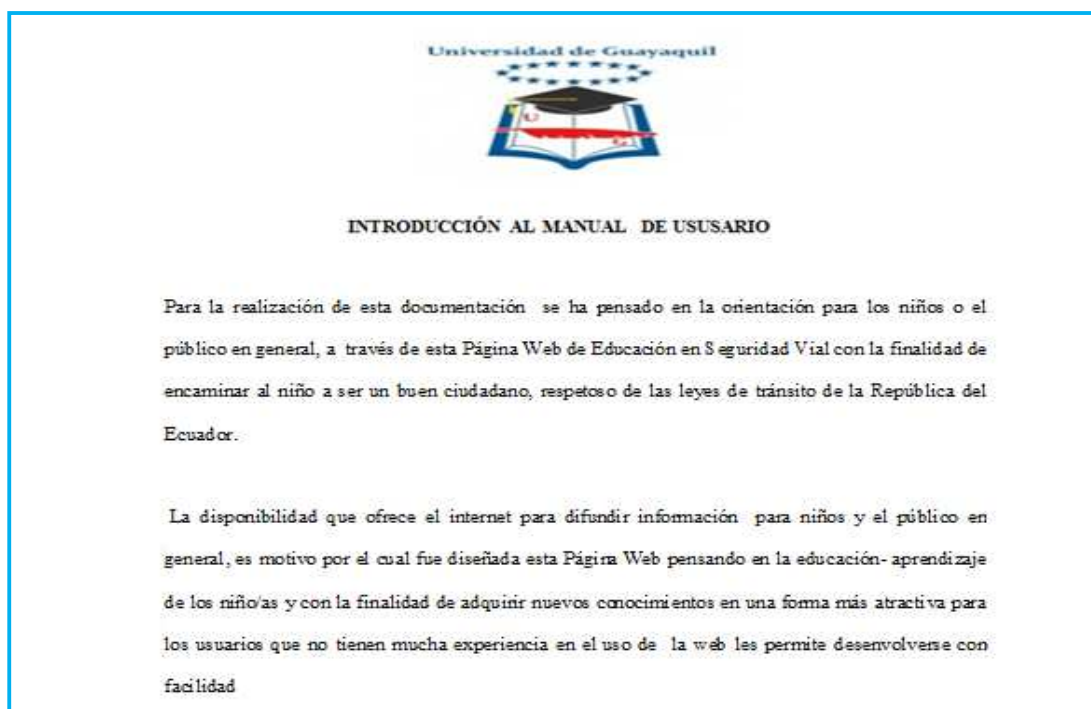 Universidad de Guayaquil
U
G
INTRODUCCIÓN AL MANUAL DE USUSARIO
Para la realización de esta documentación se ha pensado en la orientación para los niños o el
público en general, a través de esta Página Web de Educación en Seguridad Vial con la finalidad de
encaminar al niño a ser un buen ciudadano, respetoso de las leyes de tránsito de la República del
Ecuador.
La disponibilidad que ofrece el internet para difundir información para niños y el público en
general, es motivo por el cual fue diseñada esta Página Web pensando en la educación- aprendizaje
de los niño/as y con la finalidad de adquirir nuevos conocimientos en una forma más atractiva para
los usuarios que no tienen mucha experiencia en el uso de la web les permite desenvolverse con
facilidad